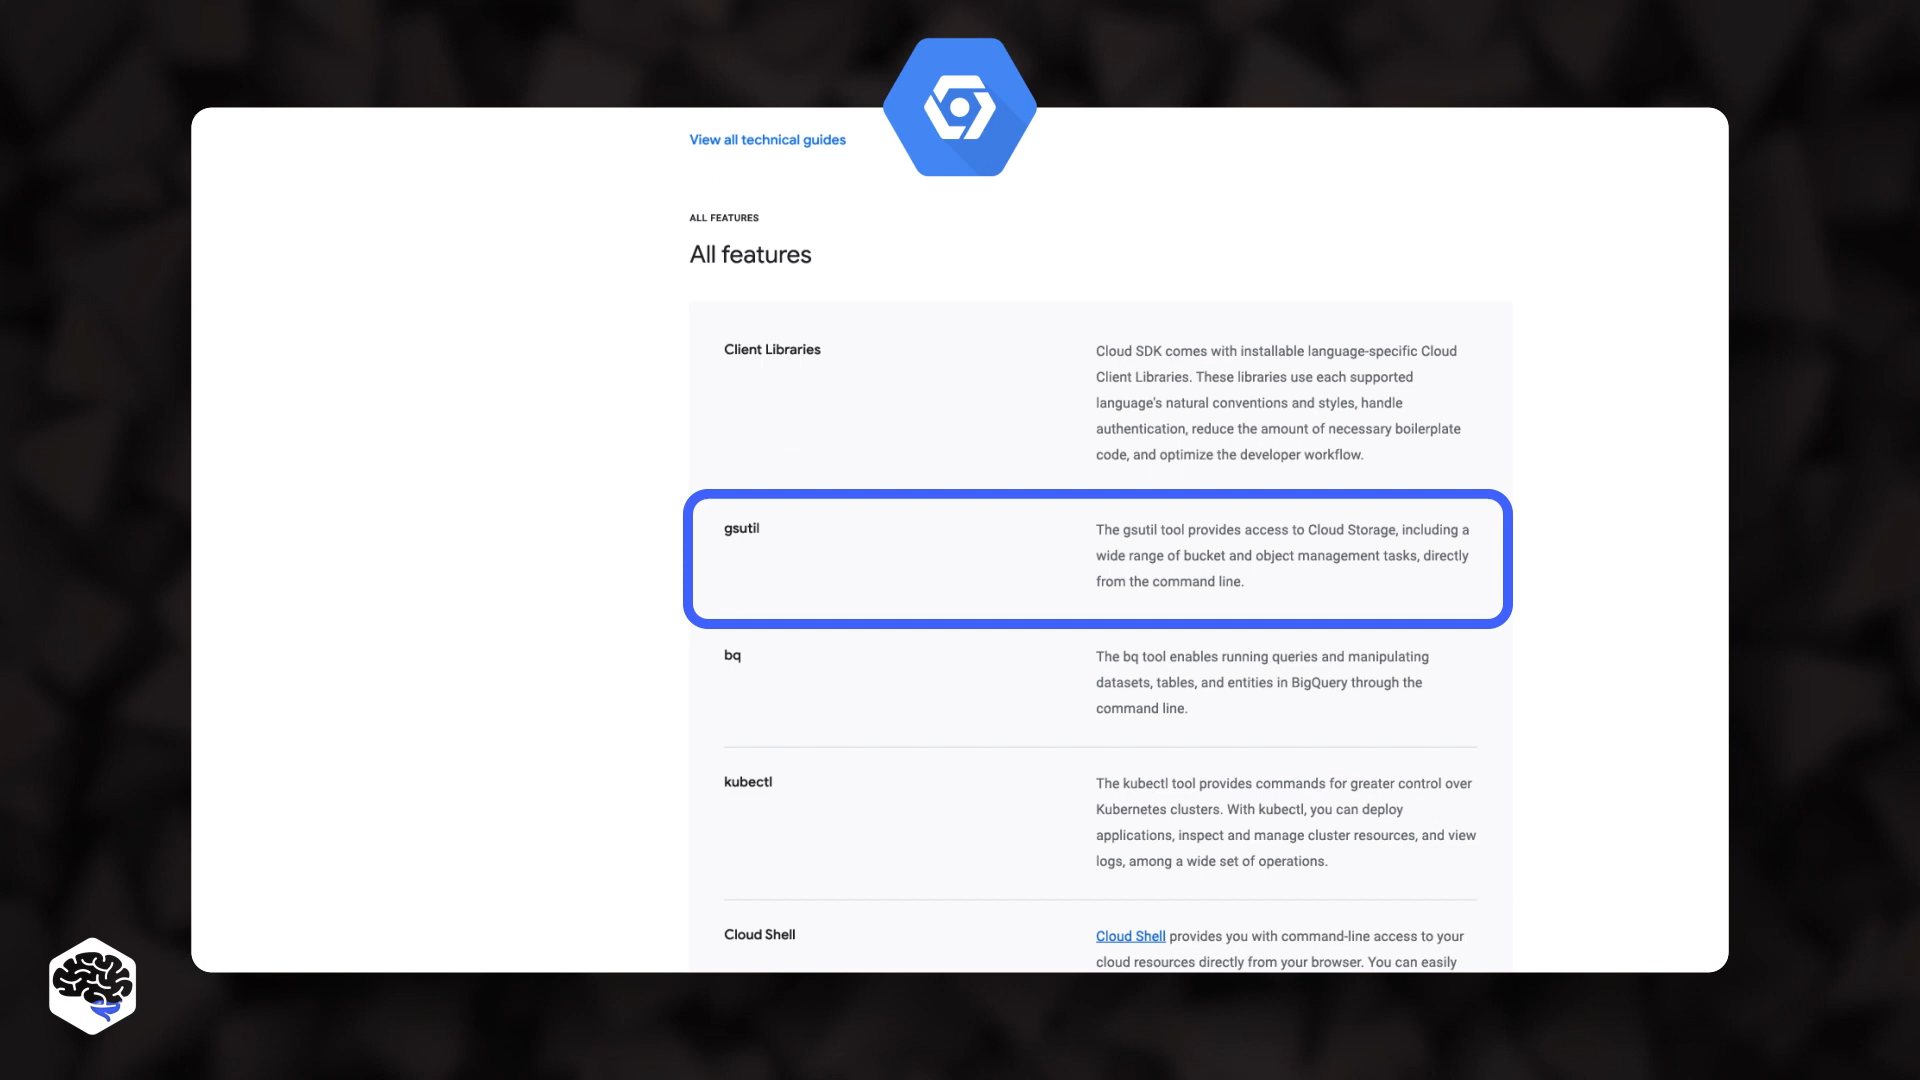 View all technical guides
ALL FEATURES
All features
Client Libraries
Cloud SDK comes with installable language-specific Cloud
Client Libraries. These libraries use each supported
language's natural conventions and styles, handle
authentication, reduce the amount of necessary boilerplate
code, and optimize the developer workflow.
gsutil
The gsutil tool provides access to Cloud Storage, including a
wide range of bucket and object management tasks, directly
from the command line.
bq
The bq tool enables running queries and manipulating
datasets, tables, and entities in BigQuery through the
command line.
kubectl
The kubectl tool provides commands for greater control over
Kubernetes clusters. With kubectl, you can deploy
applications, inspect and manage cluster resources, and view
logs, among a wide set of operations.
Cloud Shell
Cloud Shell provides you with command-line access to your
cloud resources directly from your browser. You can easily